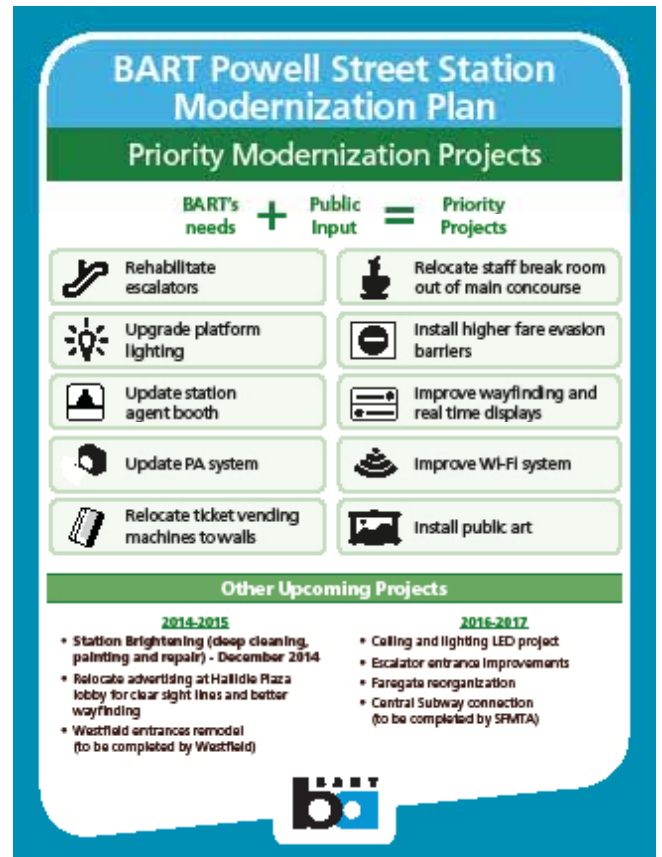 BART Powell Street Station
Modernization Plan
Priority Modernization Projects
BART's
needs
+
Public
Input
=
Priority
Projects
Rehabilitate
escalators
Relocate staff break room
out of main concourse
Upgrade platform
lighting
Install higher fare evasion
barriers
Update station
agent booth
Improve wayfinding and
real time displays
Update PA system
Improve Wi-Fi system
Relocate ticket vending
machines to walls
Install public art
Other Upcoming Projects
2014-2015
• Station Brightening (deep cleaning,
painting and repair) - December 2014
• Relocate advertising at Hallidie Plaza
lobby for clear sight lines and better
wayfinding
• Westfield entrances remodel
(to be completed by Westfield)
2016-2017
• Ceiling and lighting LED project
• Escalator entrance improvements
• Faregate reorganization
• Central Subway connection
(to be completed by SFMTA)
BART
ba